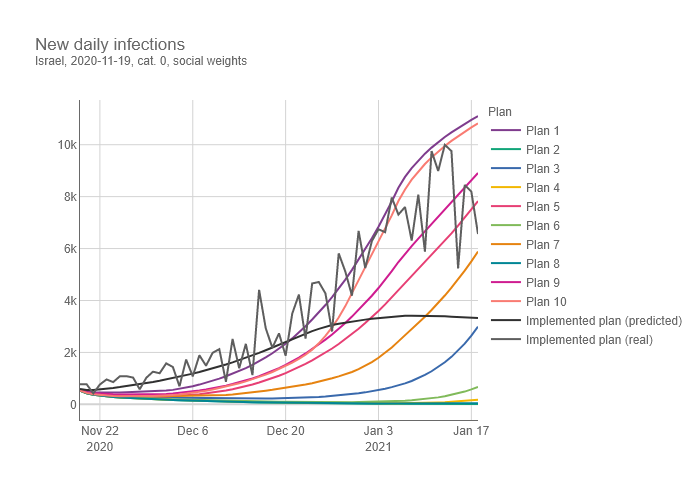 New daily infections
Israel, 2020-11-19, cat. 0, social weights
Plan
Plan 1
Plan 2
Plan 3
Plan 4
Plan 5
Plan 6
Plan 7
Plan 8
Plan 9
Plan 10
Implemented plan (predicted)
Implemented plan (real)
10k
8k
6k
4k
2k
0
Nov 22 Dec 6 Dec 20 Jan 3 Jan 17
2020 2021